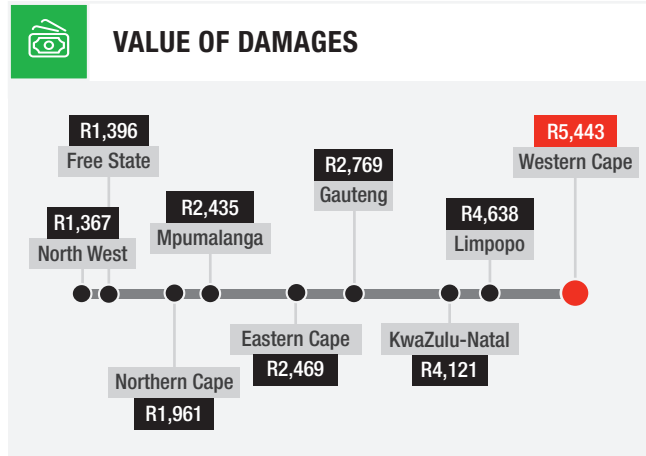 VALUE OF DAMAGES
R1,396
Free State
R5,443
Western Cape
R2,769
Gauteng
R1,367
North West
R2,435
Mpumalanga
R4,638
Limpopo
Eastern Cape
R2,469
KwaZulu-Natal
R4,121
Northern Cape
R1,961